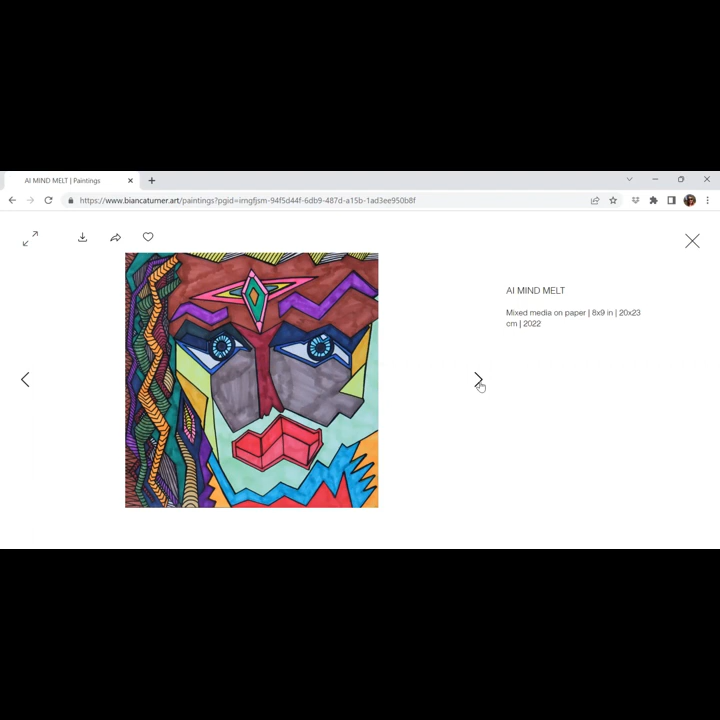 AI MIND MELT | Paintings
https://www.biancaturner.art/paintings?pgid=imgfjsm-94f5d44f-6db9-487d-a15b-1ad3ee950b8f
AI MIND MELT
Mixed media on paper | 8x9 in | 20x23
cm | 2022